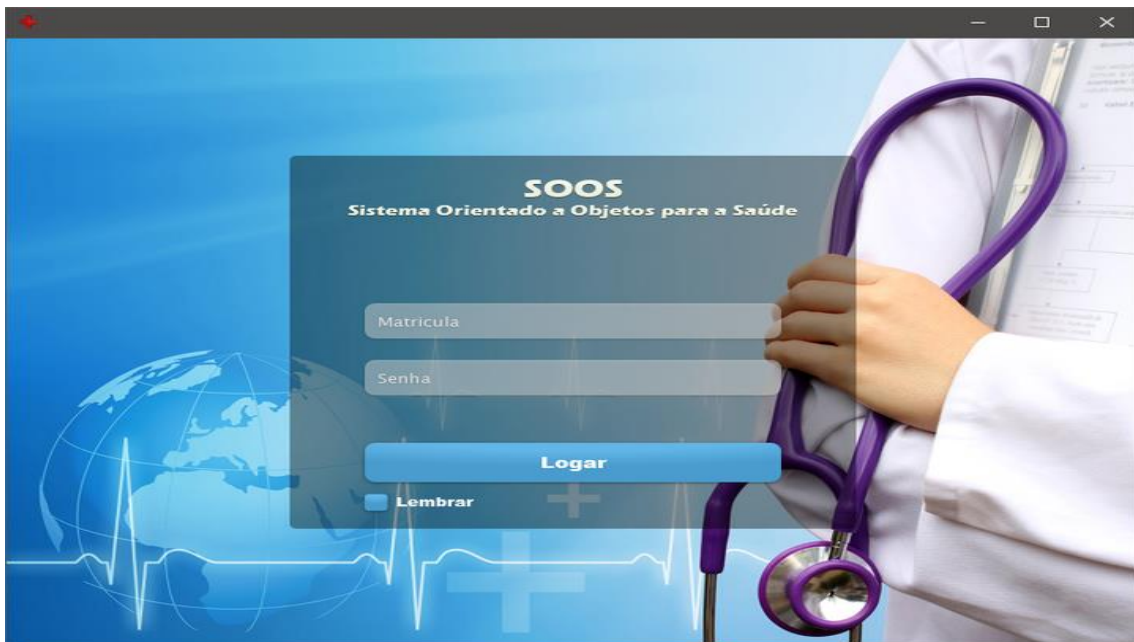 SOOS
Sistema Orientado a Objetos para a Saúde
Matricula
Senha
Logar
Lembrar